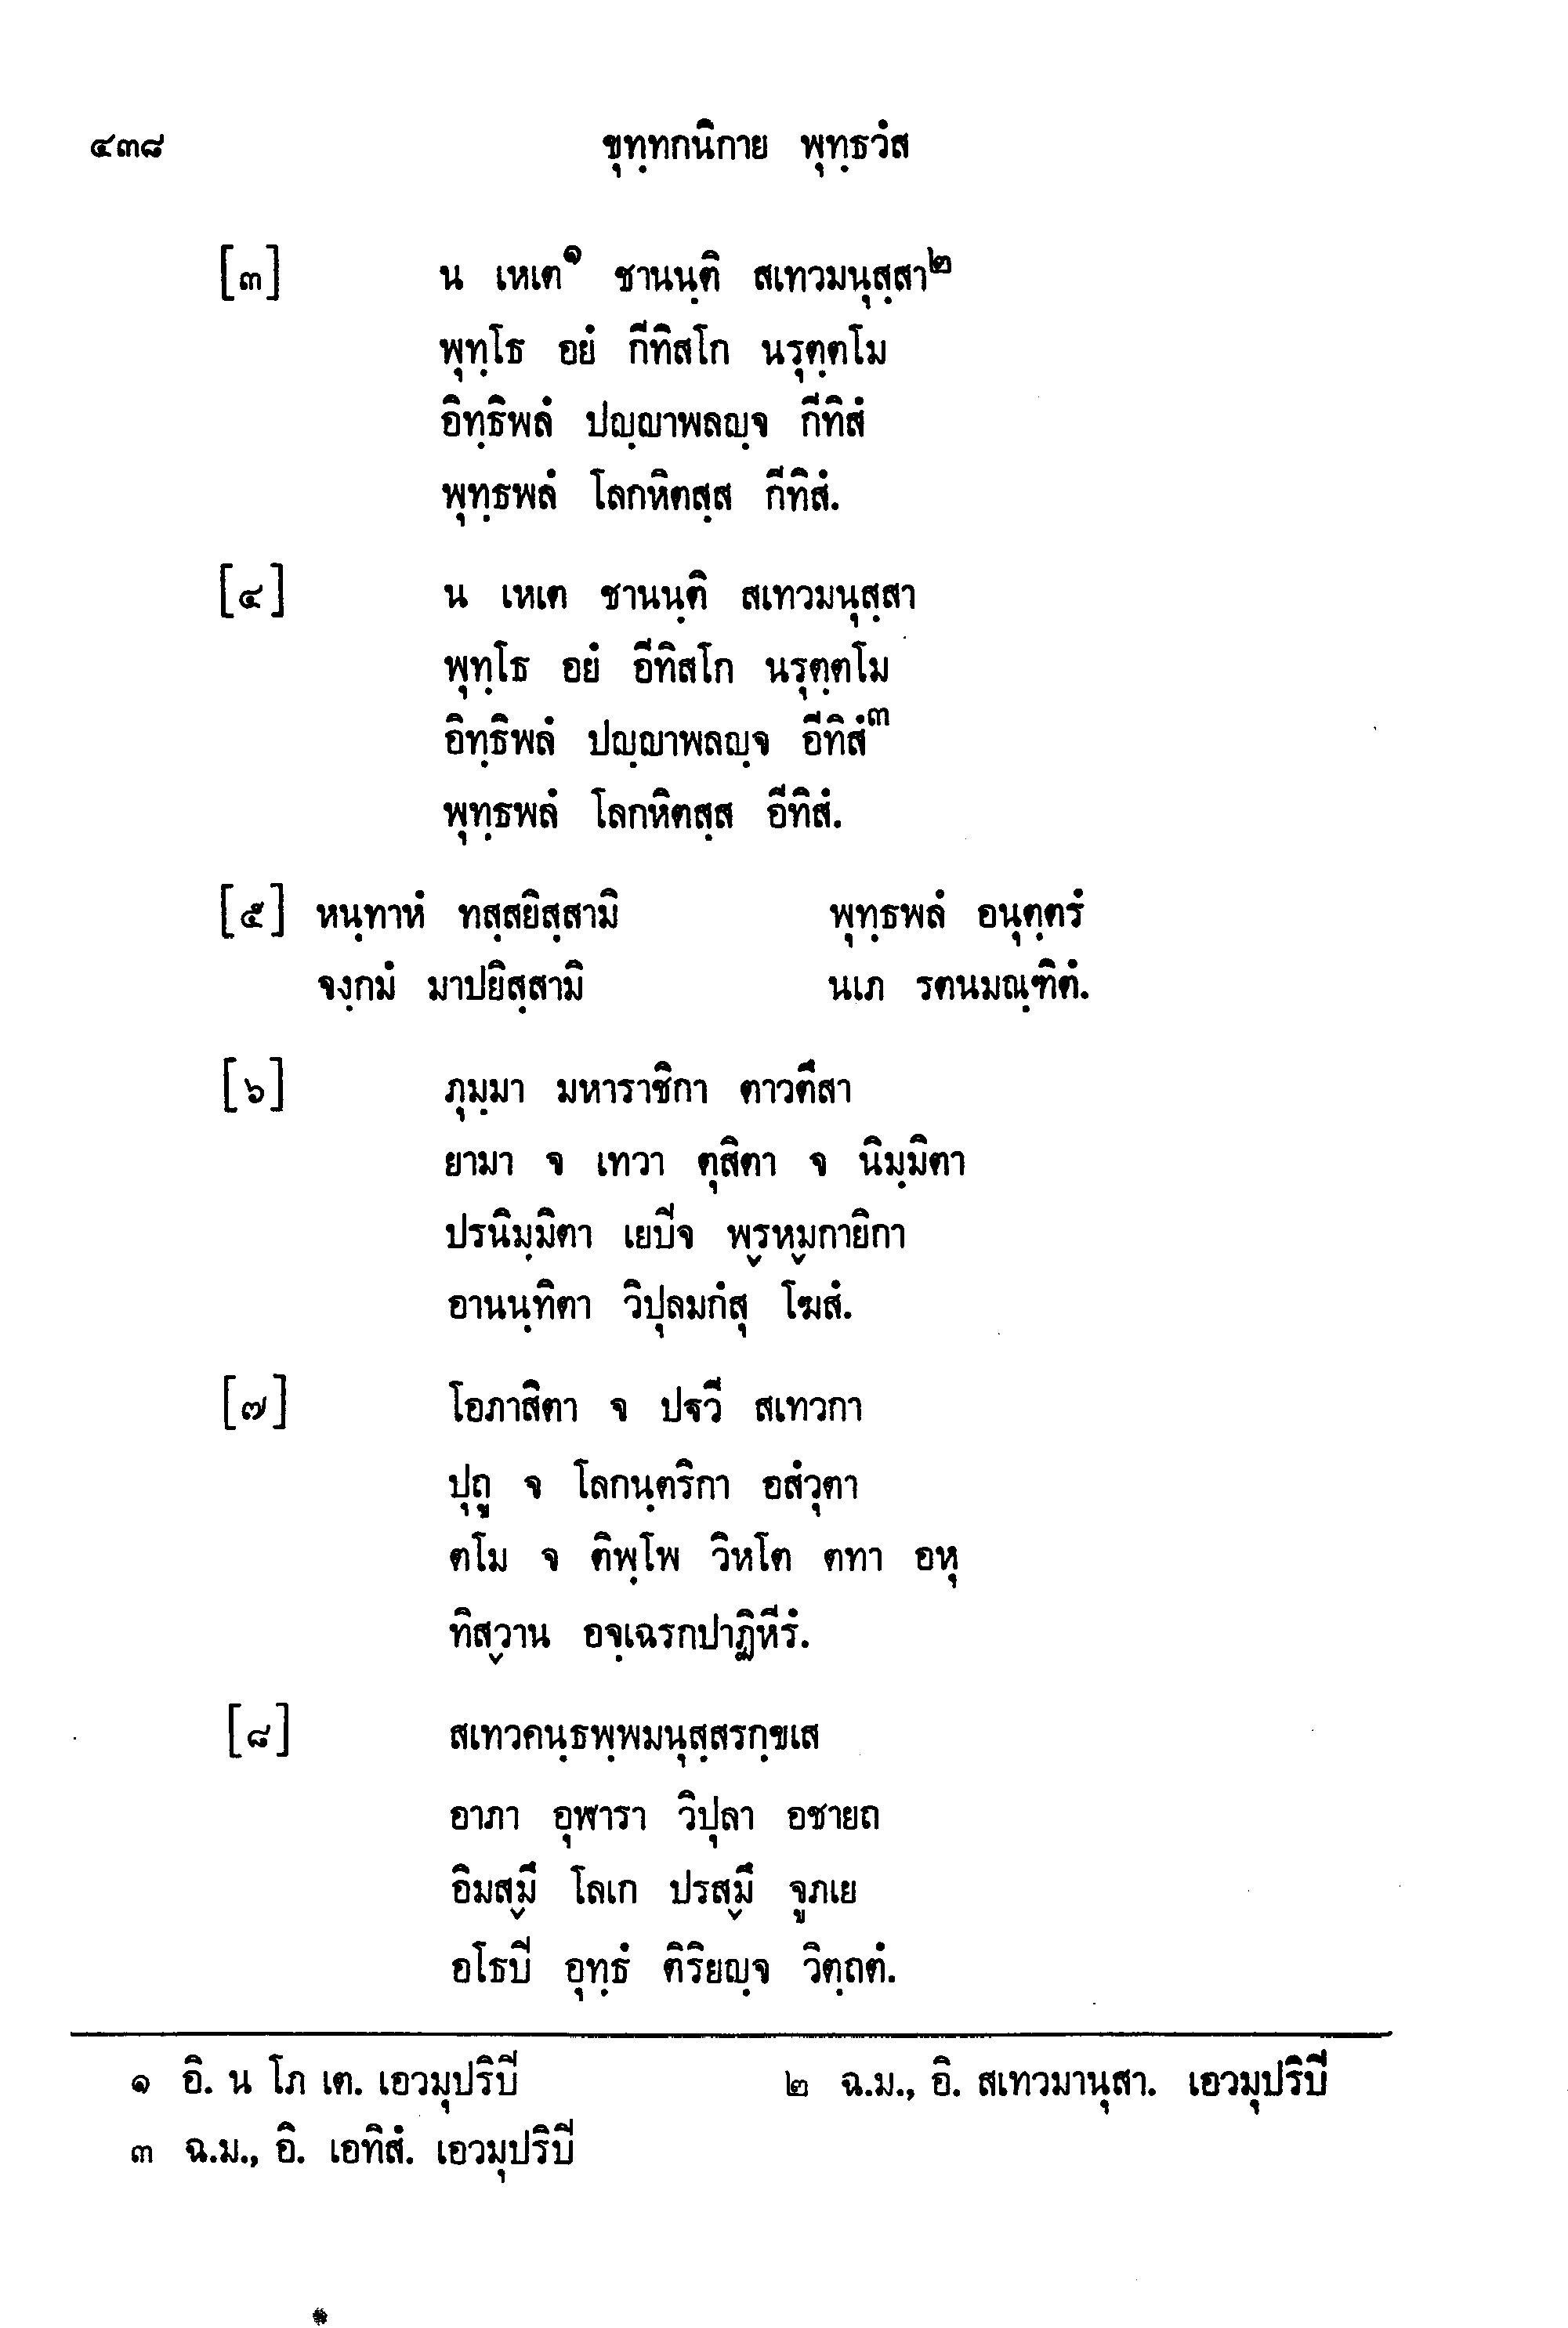 ๔๓๘ ขุทฺทกนิกาย พุทฺธวํส
[๓] น เหเต๑ ชานนฺติ สเทวมนุสฺสา๒
พุทฺโธ อยํ กีทิสโก นรุตฺตโม
อิทฺธิพลํ ปญฺญาพลญฺจ กีทิสํ
พุทฺธพลํ โลกหิตสฺส กีทิสํ.
[๔] น เหเต ชานนฺติ สเทวมนุสฺสา
พุทฺโธ อยํ อีทิสโก นรุตฺตโม
อิทฺธิพลํ ปญฺญาพลญฺจ อีทิสํ๓
พุทฺธพลํ โลกหิตสฺส อีทิสํ.
[๕] หนฺทาหํ ทสฺสยิสฺสามิ พุทฺธพลํ อนุตฺตรํ
จงฺกมํ มาปยิสฺสามิ นเภ รตนมณฺฑิตํ.
[๖] ภุมฺมา มหาราชิกา ตาวตึสา
ยามา จ เทวา ตุสิตา จ นิมฺมิตา
ปรนิมฺมิตา เยปิจ พฺรหฺมกายิกา
อานนฺทิตา วิปุลมกํสุ โฆสํ.
[๗] โอภาสิตา จ ปฐวี สเทวกา
ปุถู จ โลกนฺตริกา อสํวุตา
ตโม จ ติพฺโพ วิหโต ตทา อหุ
ทิสฺวาน อจฺเฉรกปาฏิหีรํ.
[๘] สเทวคนฺธพฺพมนุสฺสรกฺขเส
อาภา อุฬารา วิปุลา อชายถ
อิมสฺมึ โลเก ปรสฺมึ จูภเย
อโธปิ อุทฺธํ ติริยญฺจ วิตฺถตํ.
๑ อิ. น โภ เต. เอวมุปริปิ ๒ ฉ.ม., อิ. สเทวมานุสา. เอวมุปริปิ
๓ ฉ.ม., อิ. เอทิสํ. เอวมุปริปิ